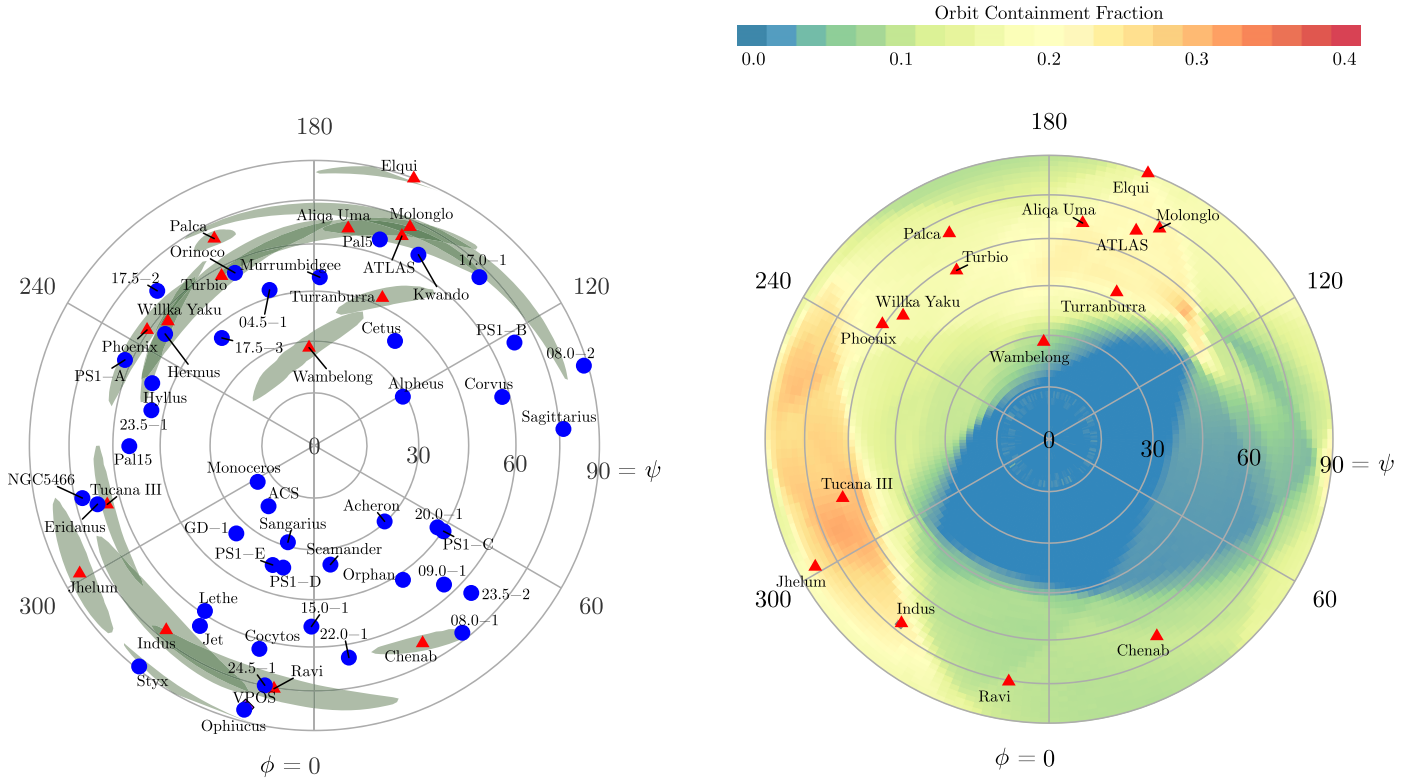 Orbit Containment Fraction
0.0 0.1 0.2 0.3 0.4
180
Elqui
Palca
Aliqa Uma
Molonglo
Orinoco
Pal5
ATLAS
17.5−2
Murrumbidgee
17.0−1
240
Turbio
Turranburra
Kwando
120
Willka Yaku
04.5−1
Cetus
PS1−B
Phoenix
17.5−3
08.0−2
PS1−A
Hermus
Wambelong
Alpheus
Corvus
Hyllus
23.5−1
Sagittarius
Pal15
0
30
60
90 = ψ
NGC5466
Tucana III
Monoceros
ACS
Acheron
20.0−1
Eridanus
GD−1
Sangarius
PS1−C
PS1−E
Scamander
PS1−D
Orphan
09.0−1
Jhelum
23.5−2
300
Lethe
15.0−1
60
Jet
22.0−1
08.0−1
Indus
Cocytos
Chenab
24.5−1
Ravi
Styx
VPOS
Ophiucus
ϕ = 0
180
Elqui
Aliqa Uma
Molonglo
Palca
ATLAS
Turbio
240
120
Willka Yaku
Turranburra
Phoenix
Wambelong
0
30
60
90 = ψ
Tucana III
Jhelum
300
Indus
60
Chenab
Ravi
ϕ = 0